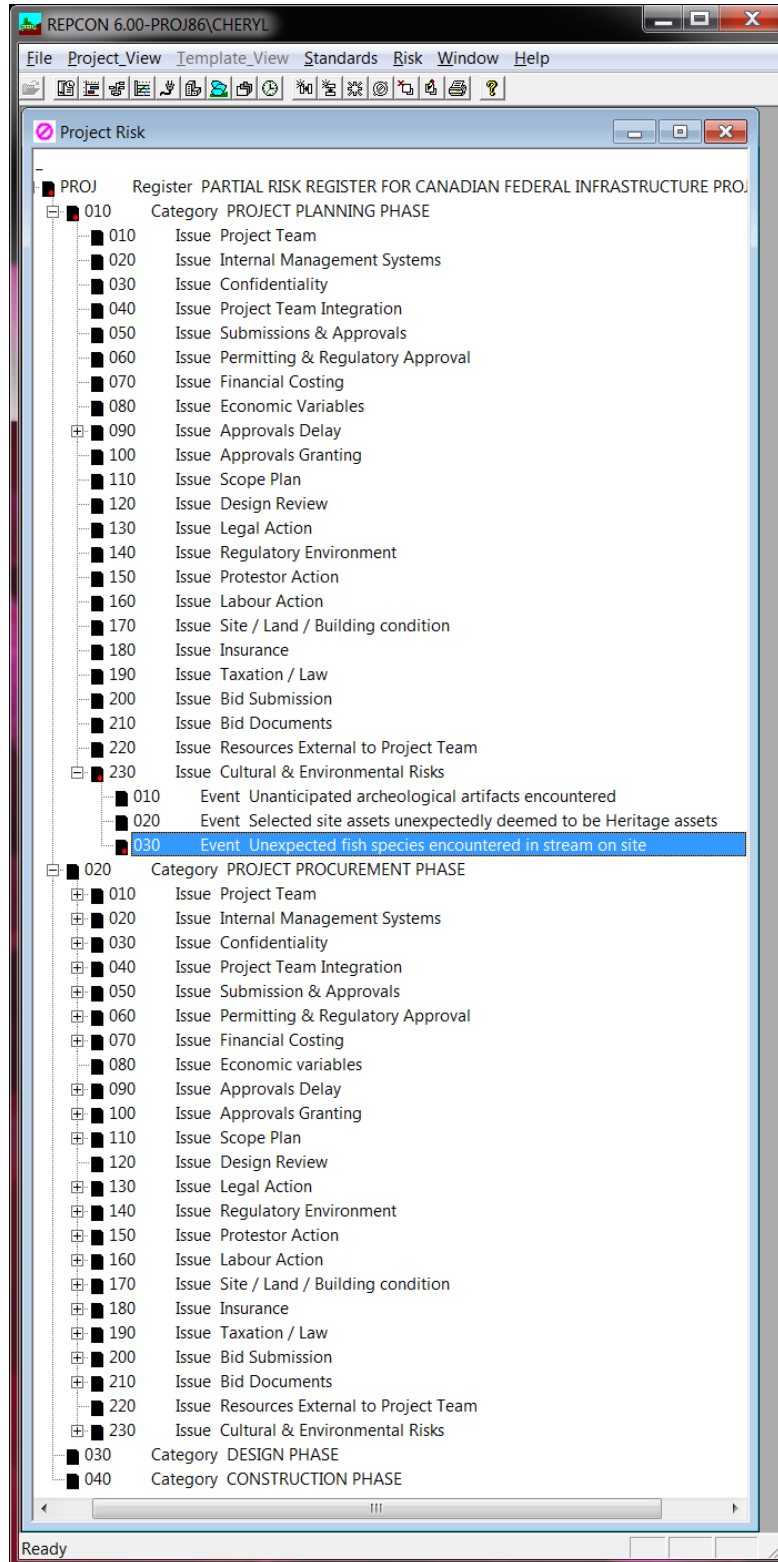 REPCON 6.00-PROJ86\CHERYL
File Project_View Template_View Standards Risk Window Help
Project Risk
PROJ Register PARTIAL RISK REGISTER FOR CANADIAN FEDERAL INFRASTRUCTURE PROJ
010 Category PROJECT PLANNING PHASE
010 Issue Project Team
020 Issue Internal Management Systems
030 Issue Confidentiality
040 Issue Project Team Integration
050 Issue Submissions & Approvals
060 Issue Permitting & Regulatory Approval
070 Issue Financial Costing
080 Issue Economic Variables
090 Issue Approvals Delay
100 Issue Approvals Granting
110 Issue Scope Plan
120 Issue Design Review
130 Issue Legal Action
140 Issue Regulatory Environment
150 Issue Protestor Action
160 Issue Labour Action
170 Issue Site / Land / Building condition
180 Issue Insurance
190 Issue Taxation / Law
200 Issue Bid Submission
210 Issue Bid Documents
220 Issue Resources External to Project Team
230 Issue Cultural & Environmental Risks
010 Event Unanticipated archeological artifacts encountered
020 Event Selected site assets unexpectedly deemed to be Heritage assets
030 Event Unexpected fish species encountered in stream on site
020 Category PROJECT PROCUREMENT PHASE
010 Issue Project Team
020 Issue Internal Management Systems
030 Issue Confidentiality
040 Issue Project Team Integration
050 Issue Submission & Approvals
060 Issue Permitting & Regulatory Approval
070 Issue Financial Costing
080 Issue Economic variables
090 Issue Approvals Delay
100 Issue Approvals Granting
110 Issue Scope Plan
120 Issue Design Review
130 Issue Legal Action
140 Issue Regulatory Environment
150 Issue Protestor Action
160 Issue Labour Action
170 Issue Site / Land / Building condition
180 Issue Insurance
190 Issue Taxation / Law
200 Issue Bid Submission
210 Issue Bid Documents
220 Issue Resources External to Project Team
230 Issue Cultural & Environmental Risks
030 Category DESIGN PHASE
040 Category CONSTRUCTION PHASE
Ready